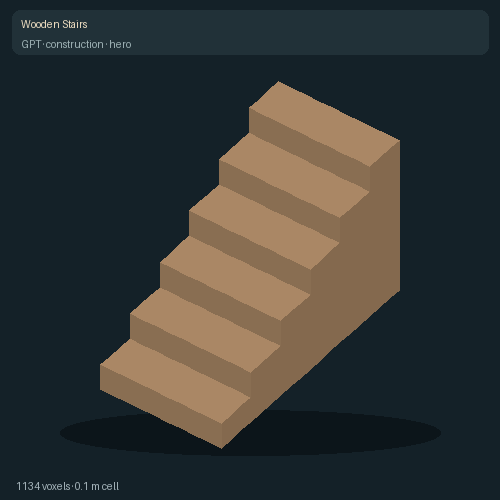 Wooden Stairs
GPT · construction · hero
1134 voxels · 0.1 m cell